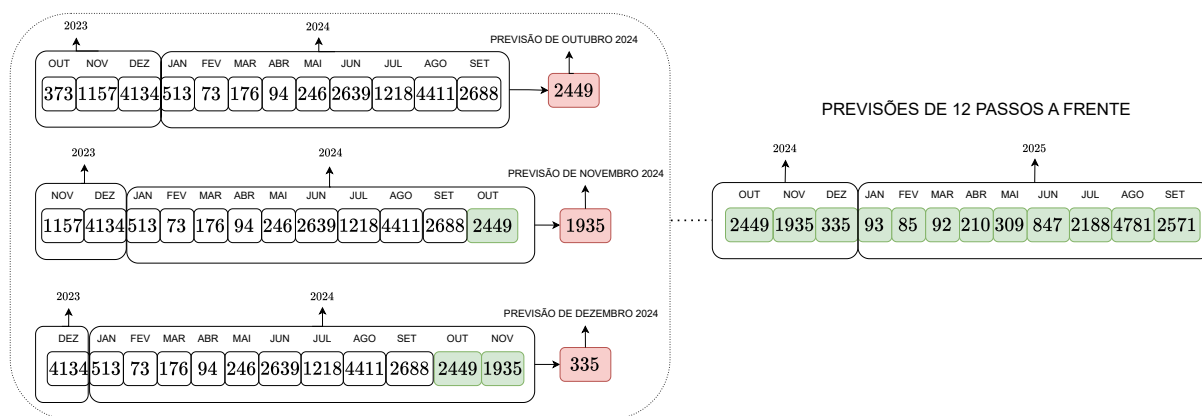 2023
2024
PREVISÃO DE OUTUBRO 2024
OUT NOV DEZ JAN FEV MAR ABR MAI JUN JUL AGO SET
373 1157 4134 513 73 176 94 246 2639 1218 4411 2688 2449
2023
2024
PREVISÃO DE NOVEMBRO 2024
NOV DEZ JAN FEV MAR ABR MAI JUN JUL AGO SET OUT
1157 4134 513 73 176 94 246 2639 1218 4411 2688 2449 1935
2023
2024
PREVISÃO DE DEZEMBRO 2024
DEZ JAN FEV MAR ABR MAI JUN JUL AGO SET OUT NOV
4134 513 73 176 94 246 2639 1218 4411 2688 2449 1935 335
PREVISÕES DE 12 PASSOS A FRENTE
2024
2025
OUT NOV DEZ JAN FEV MAR ABR MAI JUN JUL AGO SET
2449 1935 335 93 85 92 210 309 847 2188 4781 2571